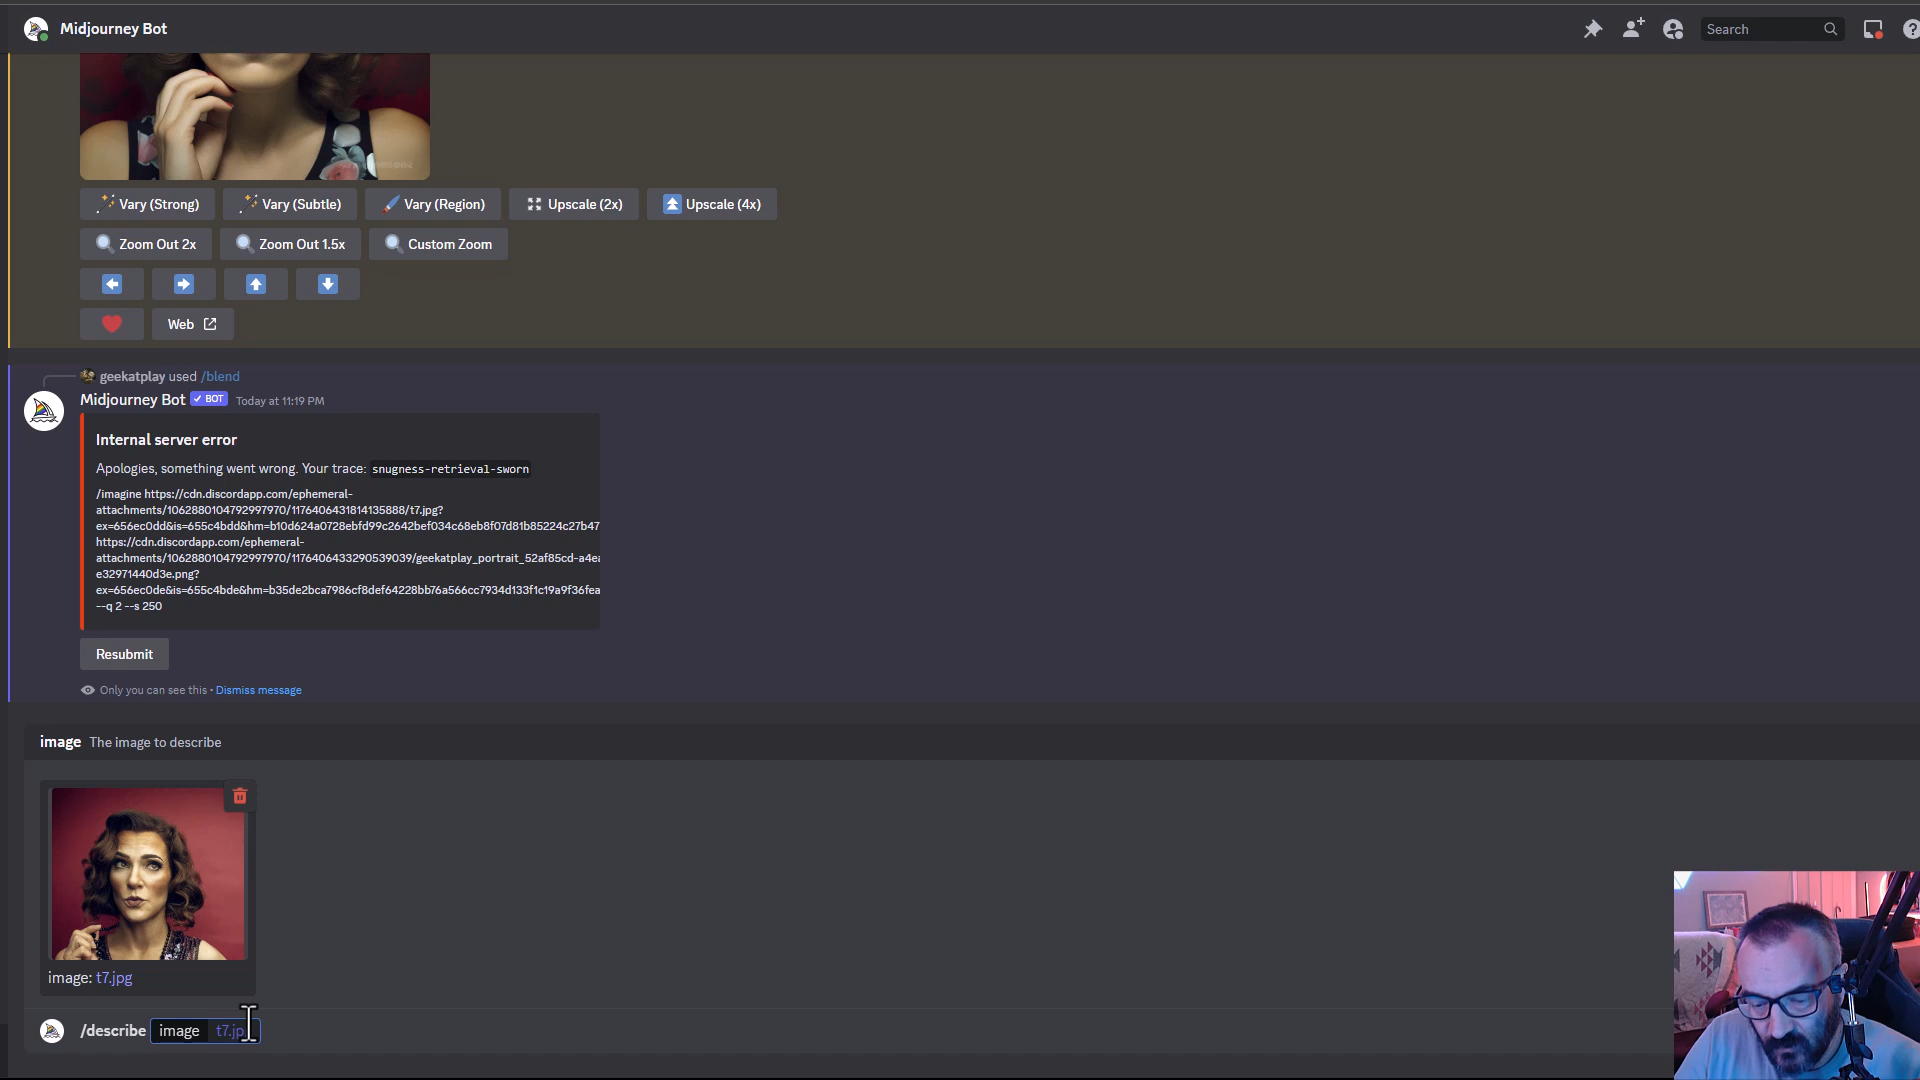 Midjourney Bot
Search
Vary (Strong)
Vary (Subtle)
Vary (Region)
Upscale (2x)
Upscale (4x)
Zoom Out 2x
Zoom Out 1.5x
Custom Zoom
Web
geekatplay used /blend
Midjourney Bot BOT Today at 11:19 PM
Internal server error
Apologies, something went wrong. Your trace: snugness-retrieval-sworn
/imagine https://cdn.discordapp.com/ephemeral-
attachments/1062880104792997970/1176406431814135888/t7.jpg?
ex=656ec0dd&is=655c4bdd&hm=b10d624a0728ebfd99c2642bef034c68eb8f07d81b85224c27b47
https://cdn.discordapp.com/ephemeral-
attachments/1062880104792997970/1176406433290539039/geekatplay_portrait_52af85cd-a4ea
e32971440d3e.png?
ex=656ec0de&is=655c4bde&hm=b35de2bca7986cf8def64228bb76a566cc7934d133f1c19a9f36fea
--q 2 --s 250
Resubmit
Only you can see this • Dismiss message
image The image to describe
image: t7.jpg
/describe image t7.jp